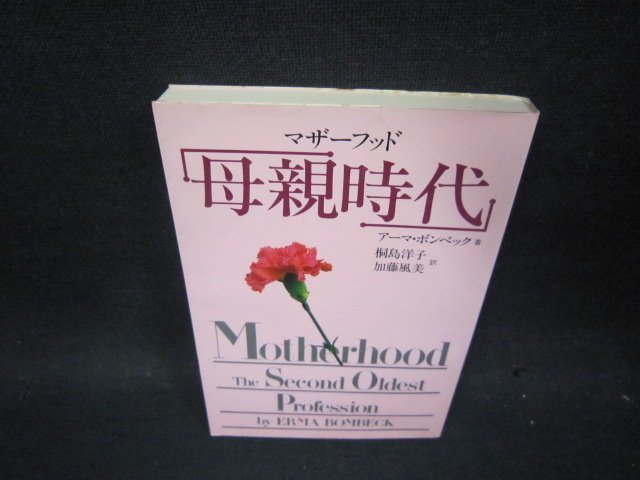 マザーフッド
「母親時代」
アーマ・ボンベック 著
桐島洋子
加藤風美 訳
Motherhood
The Second Oldest
Profession
by ERMA BOMBECK